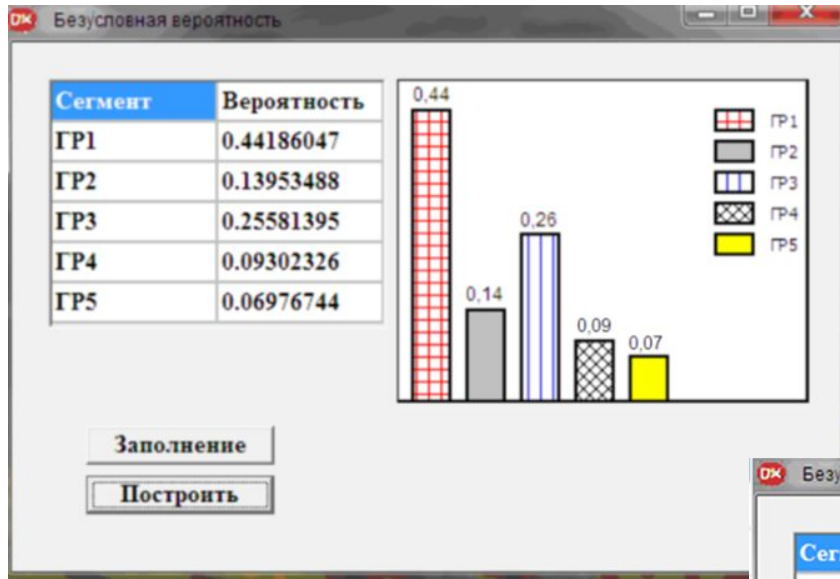 Безусловная вероятность
Сегмент Вероятность
ГР1 0.44186047
ГР2 0.13953488
ГР3 0.25581395
ГР4 0.09302326
ГР5 0.06976744
0,44
0,14
0,26
0,09
0,07
ГР1
ГР2
ГР3
ГР4
ГР5
Заполнение
Построить